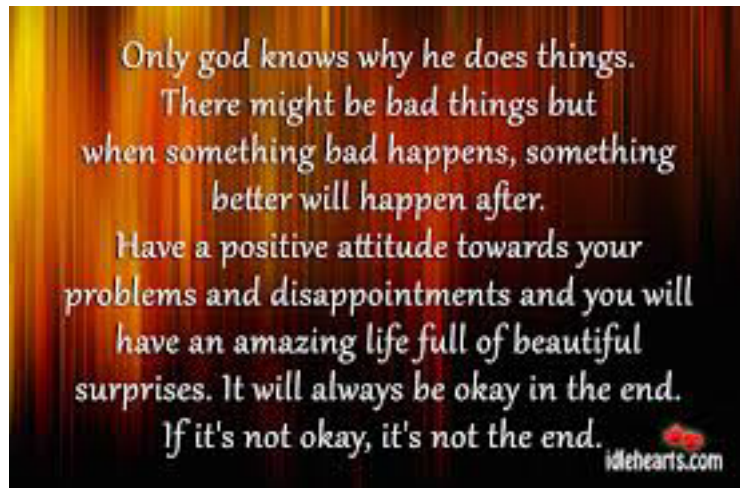 Only god knows why he does things.
There might be bad things but
when something bad happens, something
better will happen after.
Have a positive attitude towards your
problems and disappointments and you will
have an amazing life full of beautiful
surprises. It will always be okay in the end.
If it's not okay, it's not the end.
idlehearts.com